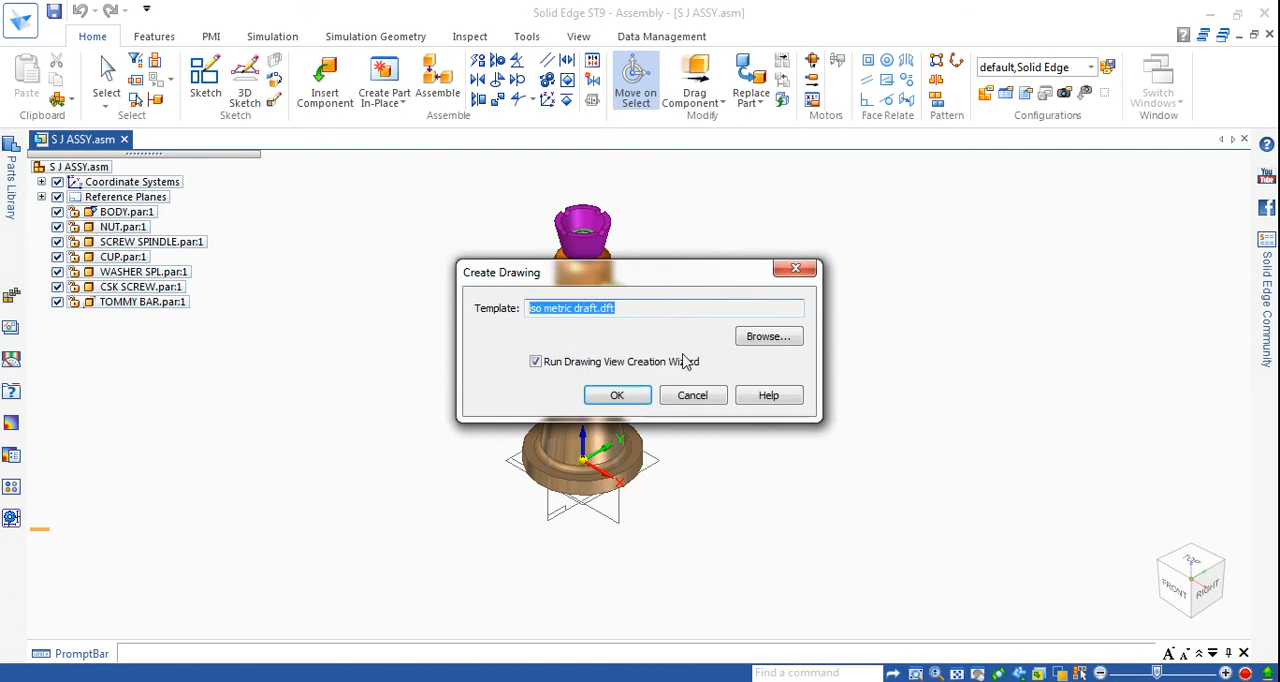 Solid Edge ST9 - Assembly - [S J ASSY.asm]
Home Features PMI Simulation Simulation Geometry Inspect Tools View Data Management
Paste
Select
Sketch
3D Sketch
Insert Component
Create Part In-Place
Assemble
Move on Select
Drag Component
Replace Part
default,Solid Edge
Switch Windows
Clipboard Select Sketch Assemble Modify Motors Face Relate Pattern Configurations Window
S J ASSY.asm
Parts Library
S J ASSY.asm
Coordinate Systems
Reference Planes
BODY.par:1
NUT.par:1
SCREW SPINDLE.par:1
CUP.par:1
WASHER SPL.par:1
CSK SCREW.par:1
TOMMY BAR.par:1
Create Drawing
Template: iso metric draft.dft
Browse...
Run Drawing View Creation Wizard
OK Cancel Help
Y
X
TOP
FRONT
RIGHT
You Tube
Solid Edge Community
PromptBar
Find a command